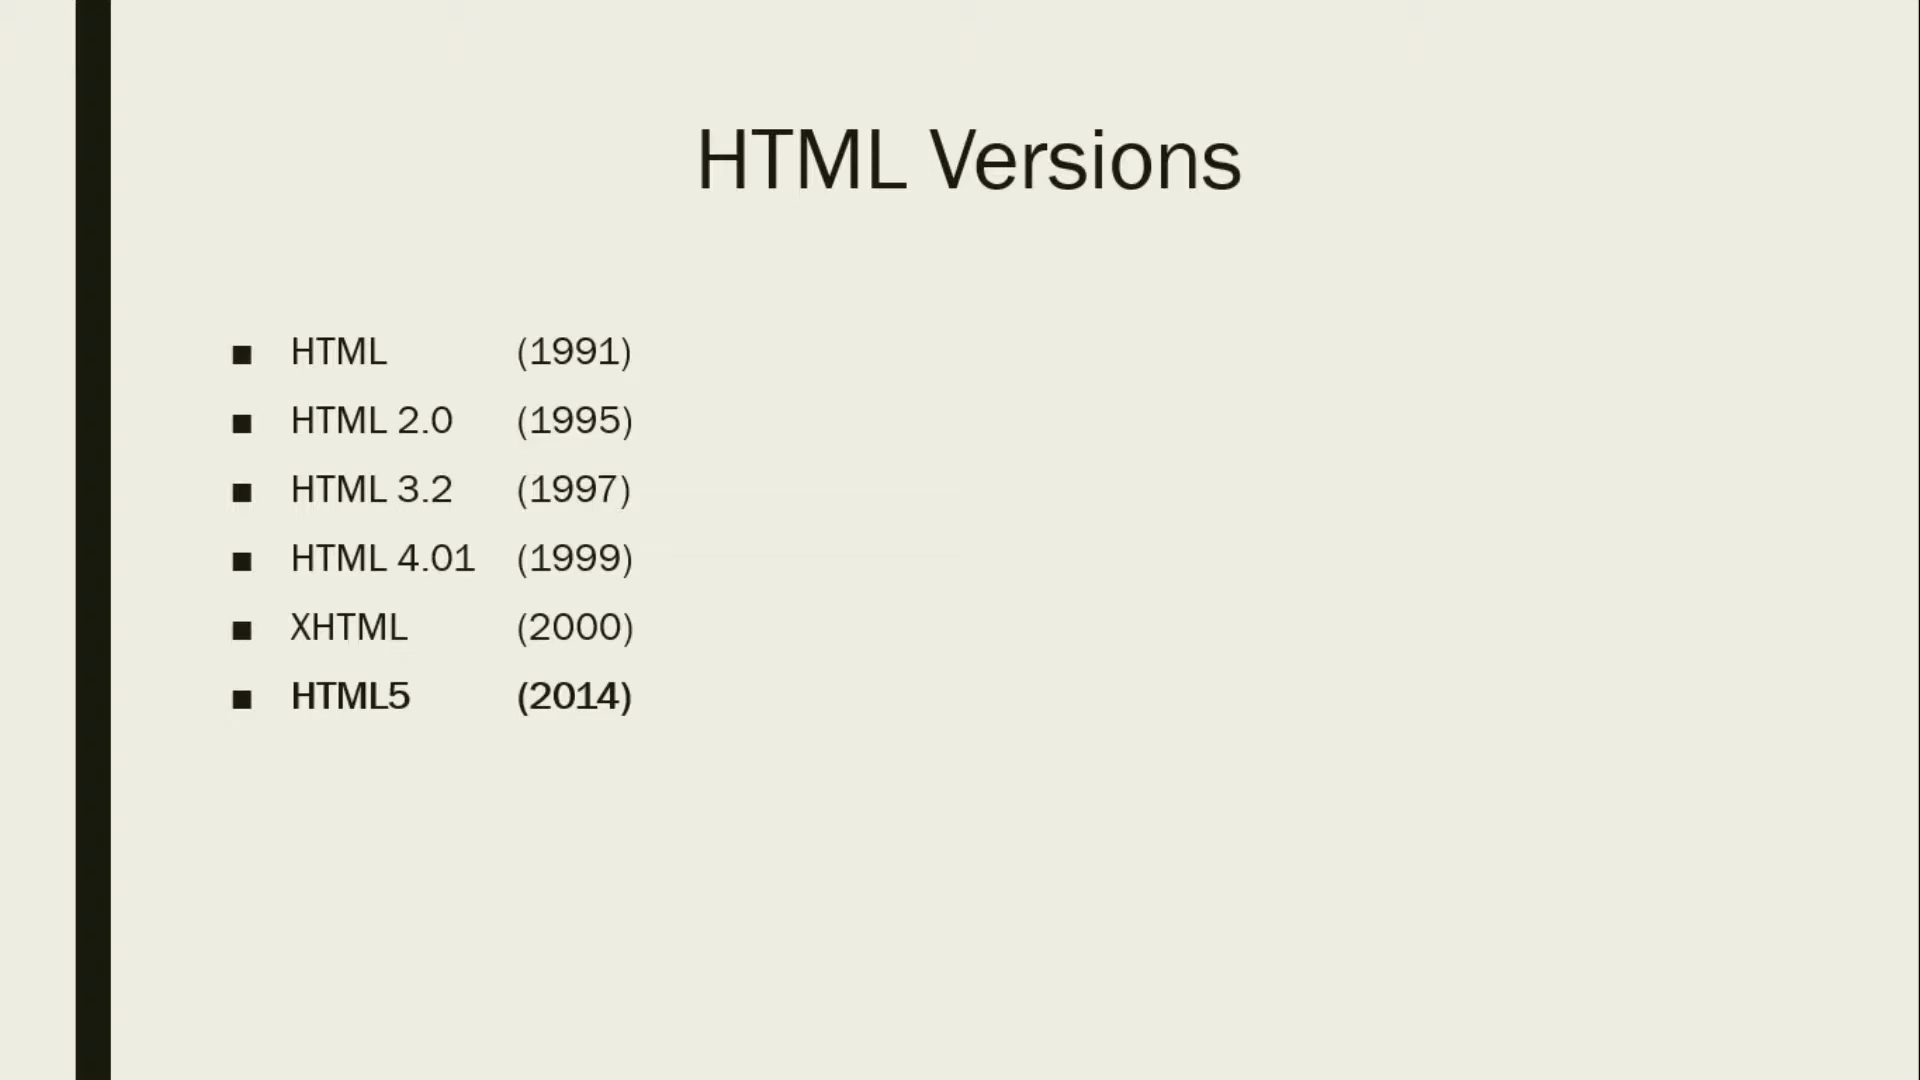 HTML Versions
■ HTML (1991)
■ HTML 2.0 (1995)
■ HTML 3.2 (1997)
■ HTML 4.01 (1999)
■ XHTML (2000)
■ HTML5 (2014)